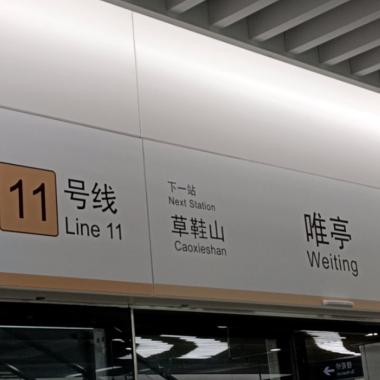 11
号线
Line 11
下一站
Next Station
草鞋山
Caoxieshan
唯亭
Weiting